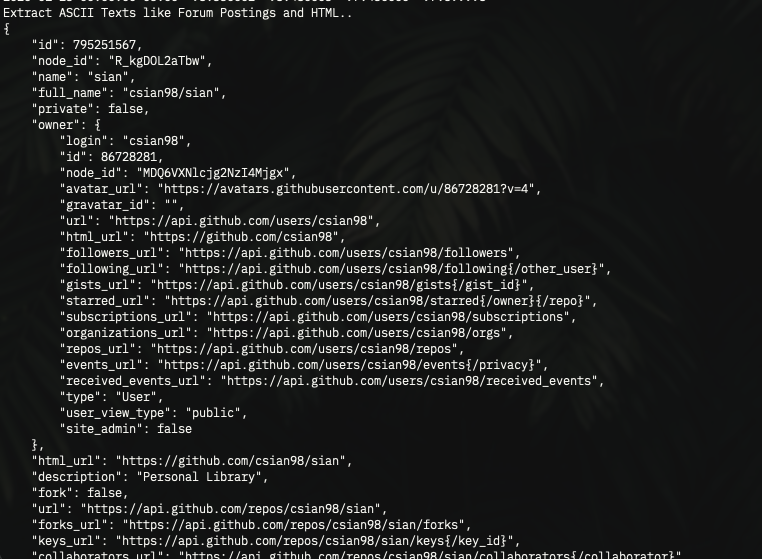 Extract ASCII Texts like Forum Postings and HTML..
{
    "id": 795251567,
    "node_id": "R_kgDOL2aTbw",
    "name": "sian",
    "full_name": "csian98/sian",
    "private": false,
    "owner": {
        "login": "csian98",
        "id": 86728281,
        "node_id": "MDQ6VXNlcjg2NzI4Mjgx",
        "avatar_url": "https://avatars.githubusercontent.com/u/86728281?v=4",
        "gravatar_id": "",
        "url": "https://api.github.com/users/csian98",
        "html_url": "https://github.com/csian98",
        "followers_url": "https://api.github.com/users/csian98/followers",
        "following_url": "https://api.github.com/users/csian98/following{/other_user}",
        "gists_url": "https://api.github.com/users/csian98/gists{/gist_id}",
        "starred_url": "https://api.github.com/users/csian98/starred{/owner}{/repo}",
        "subscriptions_url": "https://api.github.com/users/csian98/subscriptions",
        "organizations_url": "https://api.github.com/users/csian98/orgs",
        "repos_url": "https://api.github.com/users/csian98/repos",
        "events_url": "https://api.github.com/users/csian98/events{/privacy}",
        "received_events_url": "https://api.github.com/users/csian98/received_events",
        "type": "User",
        "user_view_type": "public",
        "site_admin": false
    },
    "html_url": "https://github.com/csian98/sian",
    "description": "Personal Library",
    "fork": false,
    "url": "https://api.github.com/repos/csian98/sian",
    "forks_url": "https://api.github.com/repos/csian98/sian/forks",
    "keys_url": "https://api.github.com/repos/csian98/sian/keys{/key_id}",
    "collaborators_url": "https://api.github.com/repos/csian98/sian/collaborators{/collaborator}"